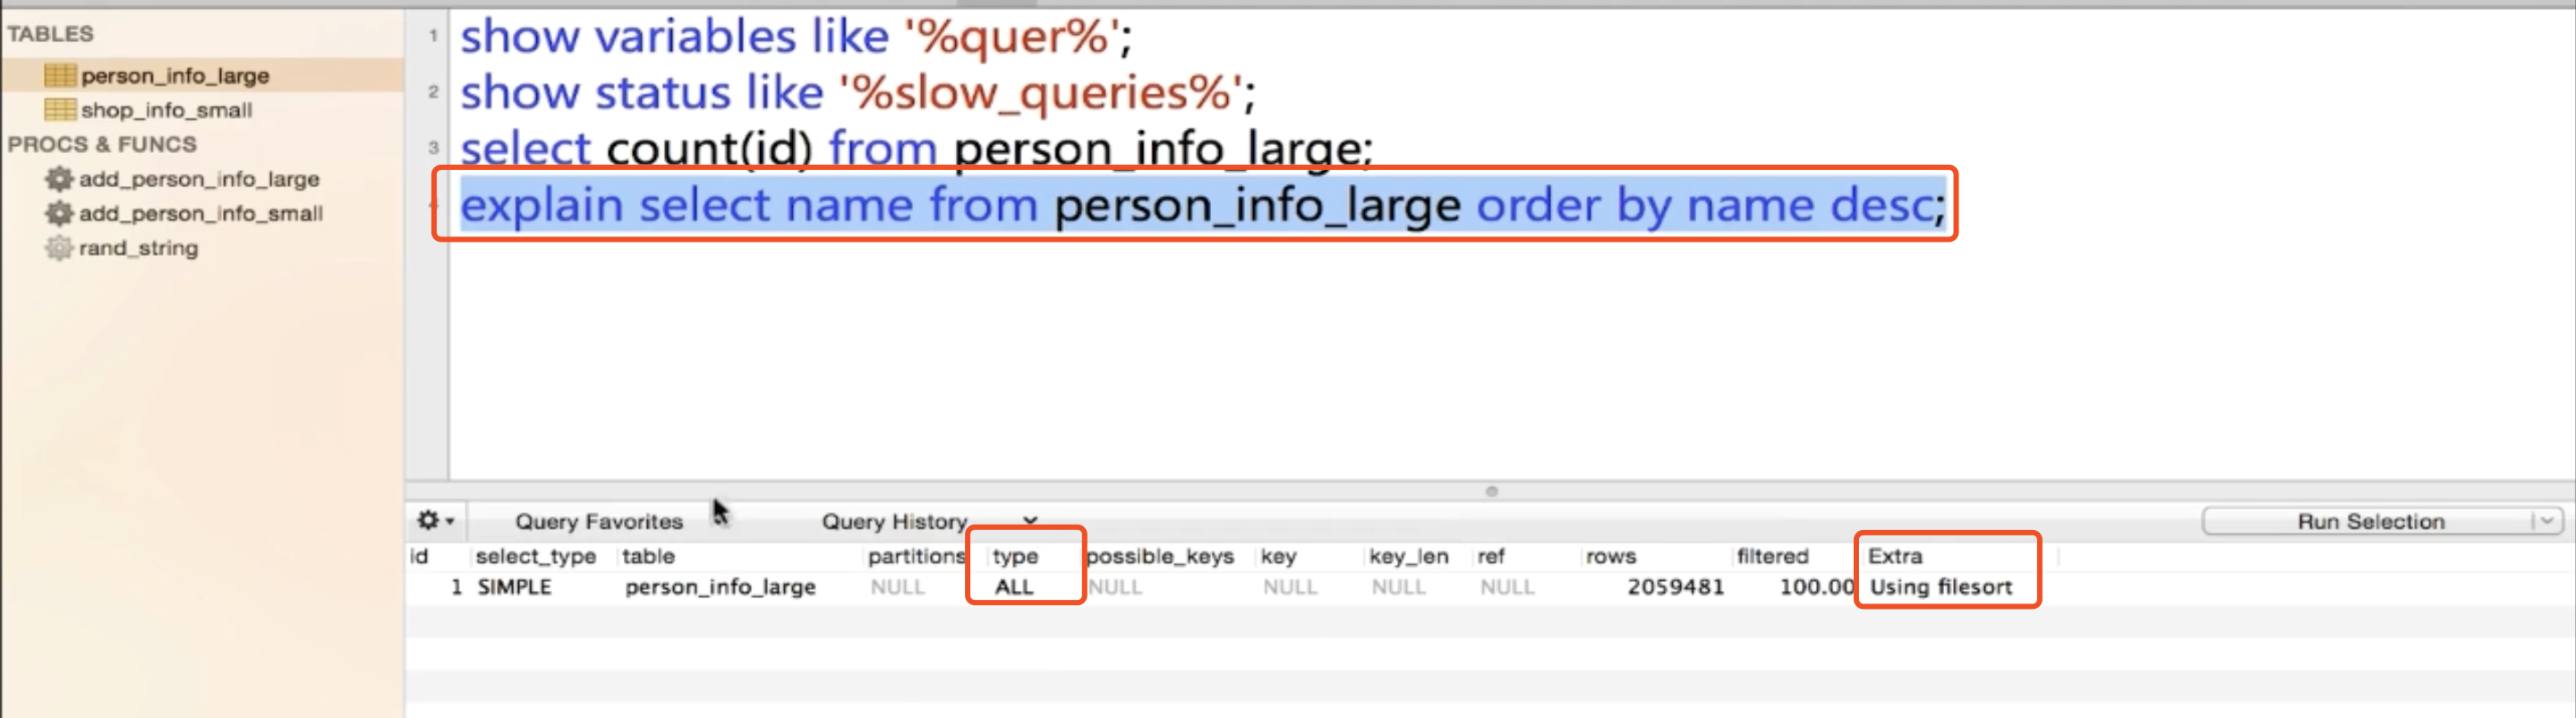 TABLES
person_info_large
shop_info_small
PROCS & FUNCS
add_person_info_large
add_person_info_small
rand_string
1 show variables like '%quer%';
2 show status like '%slow_queries%';
3 select count(id) from person_info_large;
explain select name from person_info_large order by name desc;
Query Favorites Query History Run Selection
id select_type table partitions type possible_keys key key_len ref rows filtered Extra
1 SIMPLE person_info_large NULL ALL NULL NULL NULL NULL 2059481 100.00 Using filesort